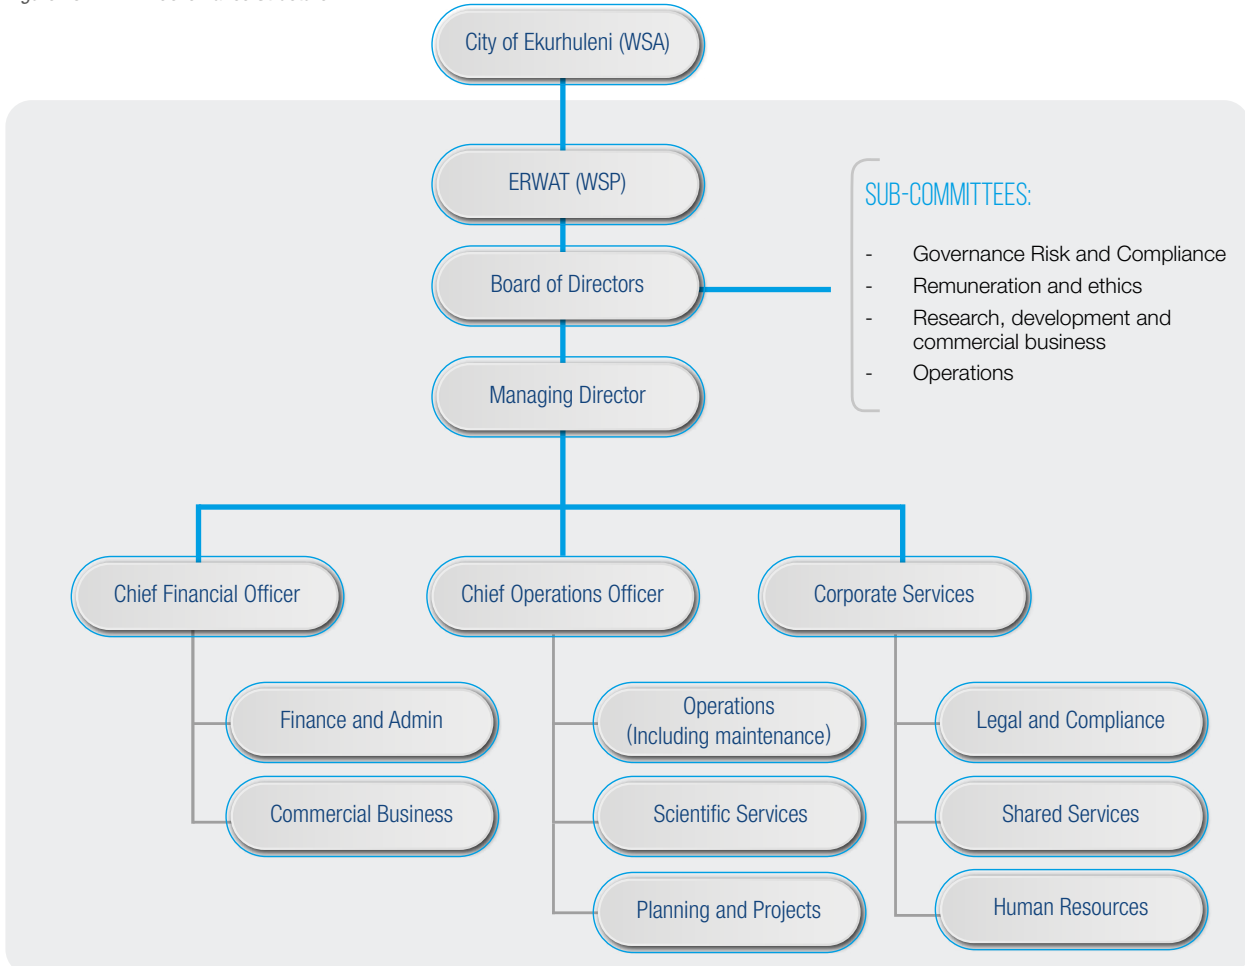 City of Ekurhuleni (WSA)
ERWAT (WSP)
Board of Directors
Managing Director
SUB-COMMITTEES:
- Governance Risk and Compliance
- Remuneration and ethics
- Research, development and
commercial business
- Operations
Chief Financial Officer
Chief Operations Officer
Corporate Services
Finance and Admin
Commercial Business
Operations
(Including maintenance)
Scientific Services
Planning and Projects
Legal and Compliance
Shared Services
Human Resources